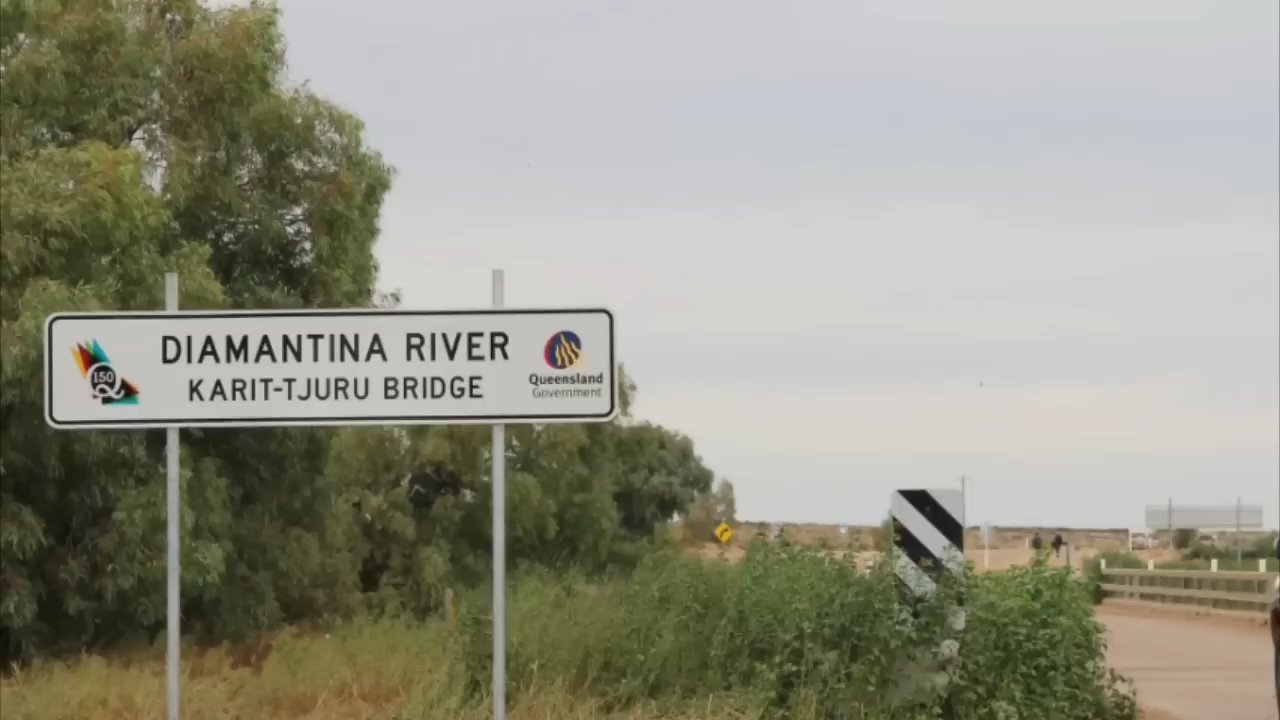 150
DIAMANTINA RIVER
KARIT-TJURU BRIDGE
Queensland
Government